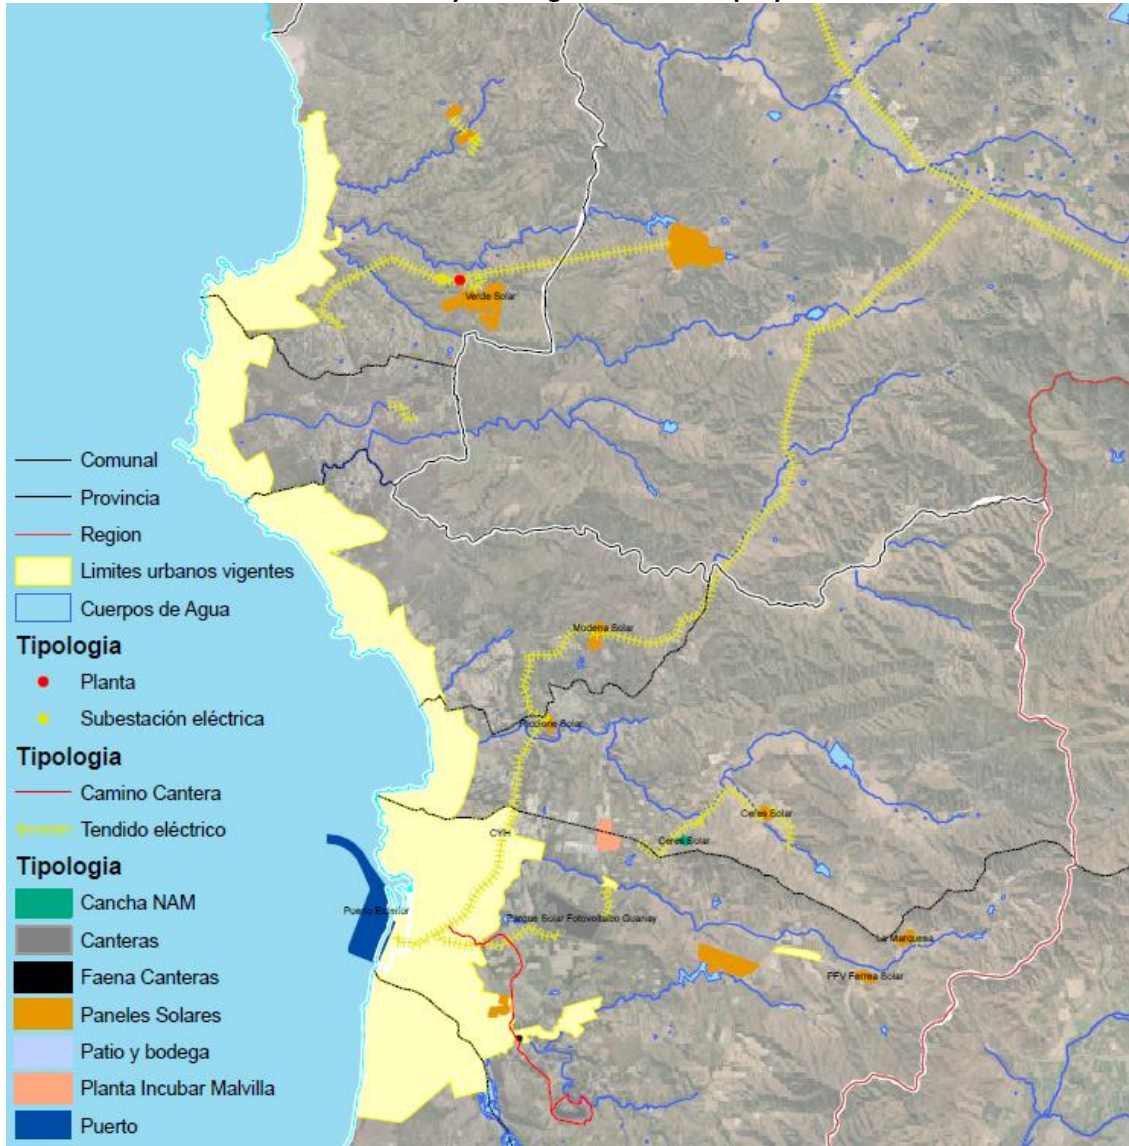 Verde Solar
Comunal
Provincia
Region
Limites urbanos vigentes
Cuerpos de Agua
Tipologia
Planta
Subestación eléctrica
Tipologia
Camino Cantera
Tendido eléctrico
Tipologia
Cancha NAM
Canteras
Faena Canteras
Paneles Solares
Patio y bodega
Planta Incubar Malvilla
Puerto
Modena Solar
Riccione Solar
Ceres Solar
CYH
Ceres Solar
Puerto Exterior
Parque Solar Fotovoltaico Guanay
La Marquesa
PFV Ferrea Solar